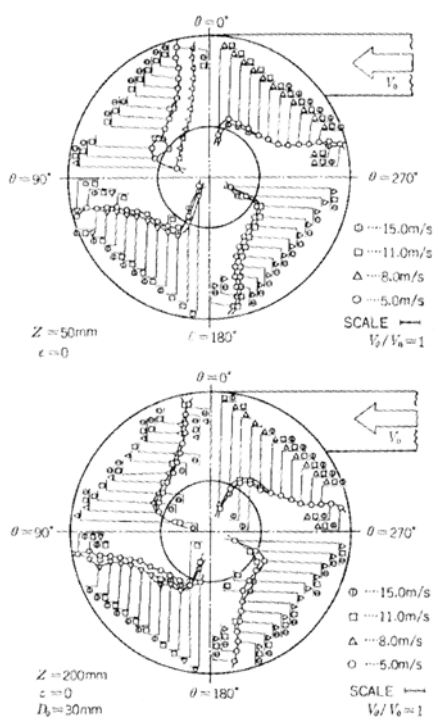 θ=0°
V₀
θ=90°
θ=270°
15.0m/s
11.0m/s
8.0m/s
5.0m/s
Z=50mm
ε=0
=180°
SCALE
V_θ/V₀=1
θ=0°
V₀
θ=90°
θ=270°
15.0m/s
11.0m/s
8.0m/s
5.0m/s
Z=200mm
ε=0
D₀=30mm
θ=180°
SCALE
V_θ/V₀=1